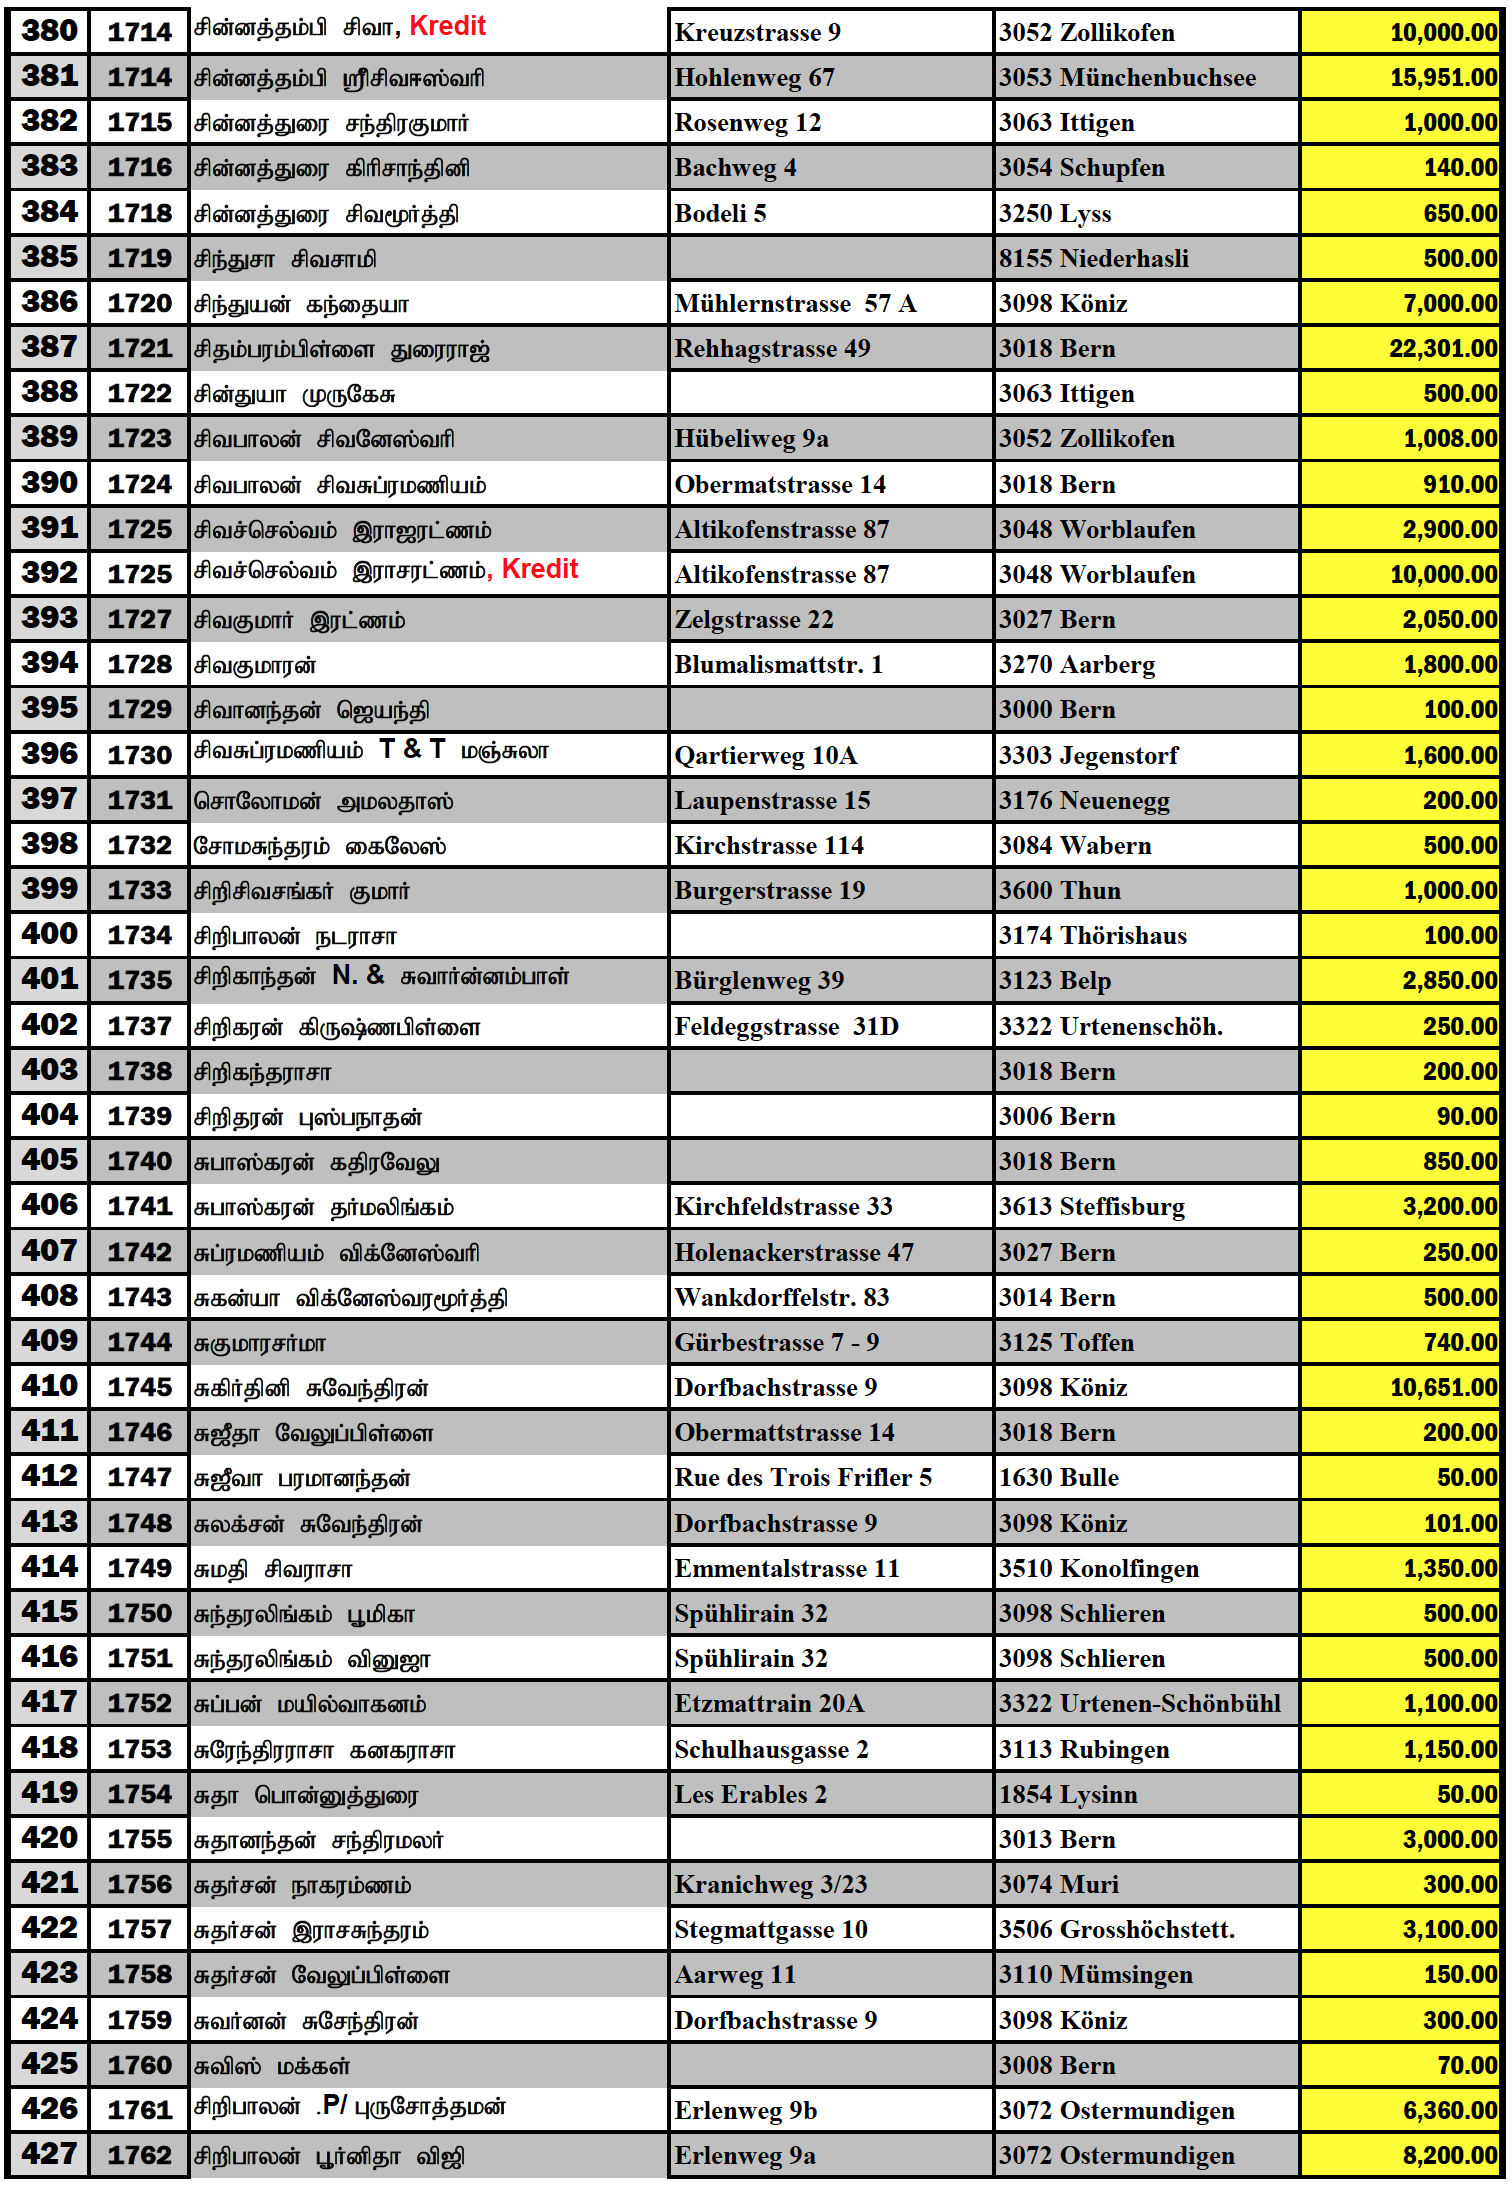 380 1714 சின்னத்தம்பி சிவா, Kredit Kreuzstrasse 9 3052 Zollikofen 10,000.00
381 1714 சின்னத்தம்பி ஸ்ரீசிவஈஸ்வரி Hohlenweg 67 3053 Münchenbuchsee 15,951.00
382 1715 சின்னத்துரை சந்திரகுமார் Rosenweg 12 3063 Ittigen 1,000.00
383 1716 சின்னத்துரை கிரிசாந்தினி Bachweg 4 3054 Schupfen 140.00
384 1718 சின்னத்துரை சிவமூர்த்தி Bodeli 5 3250 Lyss 650.00
385 1719 சிந்துசா சிவசாமி 8155 Niederhasli 500.00
386 1720 சிந்துயன் கந்தையா Mühlernstrasse 57 A 3098 Köniz 7,000.00
387 1721 சிதம்பரம்பிள்ளை துரைராஜ் Rehhagstrasse 49 3018 Bern 22,301.00
388 1722 சின்துயா முருகேசு 3063 Ittigen 500.00
389 1723 சிவபாலன் சிவனேஸ்வரி Hübeliweg 9a 3052 Zollikofen 1,008.00
390 1724 சிவபாலன் சிவசுப்ரமணியம் Obermatstrasse 14 3018 Bern 910.00
391 1725 சிவச்செல்வம் இராஜரட்ணம் Altikofenstrasse 87 3048 Worblaufen 2,900.00
392 1725 சிவச்செல்வம் இராசரட்ணம், Kredit Altikofenstrasse 87 3048 Worblaufen 10,000.00
393 1727 சிவகுமார் இரட்ணம் Zelgstrasse 22 3027 Bern 2,050.00
394 1728 சிவகுமாரன் Blumalismattstr. 1 3270 Aarberg 1,800.00
395 1729 சிவானந்தன் ஜெயந்தி 3000 Bern 100.00
396 1730 சிவசுப்ரமணியம் T & T மஞ்சுலா Qartierweg 10A 3303 Jegenstorf 1,600.00
397 1731 சொலோமன் அமலதாஸ் Laupenstrasse 15 3176 Neuenegg 200.00
398 1732 சோமசுந்தரம் கைலேஸ் Kirchstrasse 114 3084 Wabern 500.00
399 1733 சிறிசிவசங்கர் குமார் Burgerstrasse 19 3600 Thun 1,000.00
400 1734 சிறிபாலன் நடராசா 3174 Thörishaus 100.00
401 1735 சிறிகாந்தன் N. & சுவார்ன்னம்பாள் Bürglenweg 39 3123 Belp 2,850.00
402 1737 சிறிகரன் கிருஷ்ணபிள்ளை Feldeggstrasse 31D 3322 Urtenenschöh. 250.00
403 1738 சிறிகந்தராசா 3018 Bern 200.00
404 1739 சிறிதரன் புஸ்பநாதன் 3006 Bern 90.00
405 1740 சுபாஸ்கரன் கதிரவேலு 3018 Bern 850.00
406 1741 சுபாஸ்கரன் தர்மலிங்கம் Kirchfeldstrasse 33 3613 Steffisburg 3,200.00
407 1742 சுப்ரமணியம் விக்னேஸ்வரி Holenackerstrasse 47 3027 Bern 250.00
408 1743 சுகன்யா விக்னேஸ்வரமூர்த்தி Wankdorffelstr. 83 3014 Bern 500.00
409 1744 சுகுமாரசர்மா Gürbestrasse 7 - 9 3125 Toffen 740.00
410 1745 சுகிர்தினி சுவேந்திரன் Dorfbachstrasse 9 3098 Köniz 10,651.00
411 1746 சுஜீதா வேலுப்பிள்ளை Obermattstrasse 14 3018 Bern 200.00
412 1747 சுஜீவா பரமானந்தன் Rue des Trois Frifler 5 1630 Bulle 50.00
413 1748 சுலக்சன் சுவேந்திரன் Dorfbachstrasse 9 3098 Köniz 101.00
414 1749 சுமதி சிவராசா Emmentalstrasse 11 3510 Konolfingen 1,350.00
415 1750 சுந்தரலிங்கம் பூமிகா Spühlirain 32 3098 Schlieren 500.00
416 1751 சுந்தரலிங்கம் வினுஜா Spühlirain 32 3098 Schlieren 500.00
417 1752 சுப்பன் மயில்வாகனம் Etzmattrain 20A 3322 Urtenen-Schönbühl 1,100.00
418 1753 சுரேந்திரராசா கனகராசா Schulhausgasse 2 3113 Rubingen 1,150.00
419 1754 சுதா பொன்னுத்துரை Les Erables 2 1854 Lysinn 50.00
420 1755 சுதானந்தன் சந்திரமலர் 3013 Bern 3,000.00
421 1756 சுதர்சன் நாகரம்ணம் Kranichweg 3/23 3074 Muri 300.00
422 1757 சுதர்சன் இராசசுந்தரம் Stegmattgasse 10 3506 Grosshöchstett. 3,100.00
423 1758 சுதர்சன் வேலுப்பிள்ளை Aarweg 11 3110 Mümsingen 150.00
424 1759 சுவர்னன் சுசேந்திரன் Dorfbachstrasse 9 3098 Köniz 300.00
425 1760 சுவிஸ் மக்கள் 3008 Bern 70.00
426 1761 சிறிபாலன் .P/ புருசோத்தமன் Erlenweg 9b 3072 Ostermundigen 6,360.00
427 1762 சிறிபாலன் பூர்னிதா விஜி Erlenweg 9a 3072 Ostermundigen 8,200.00